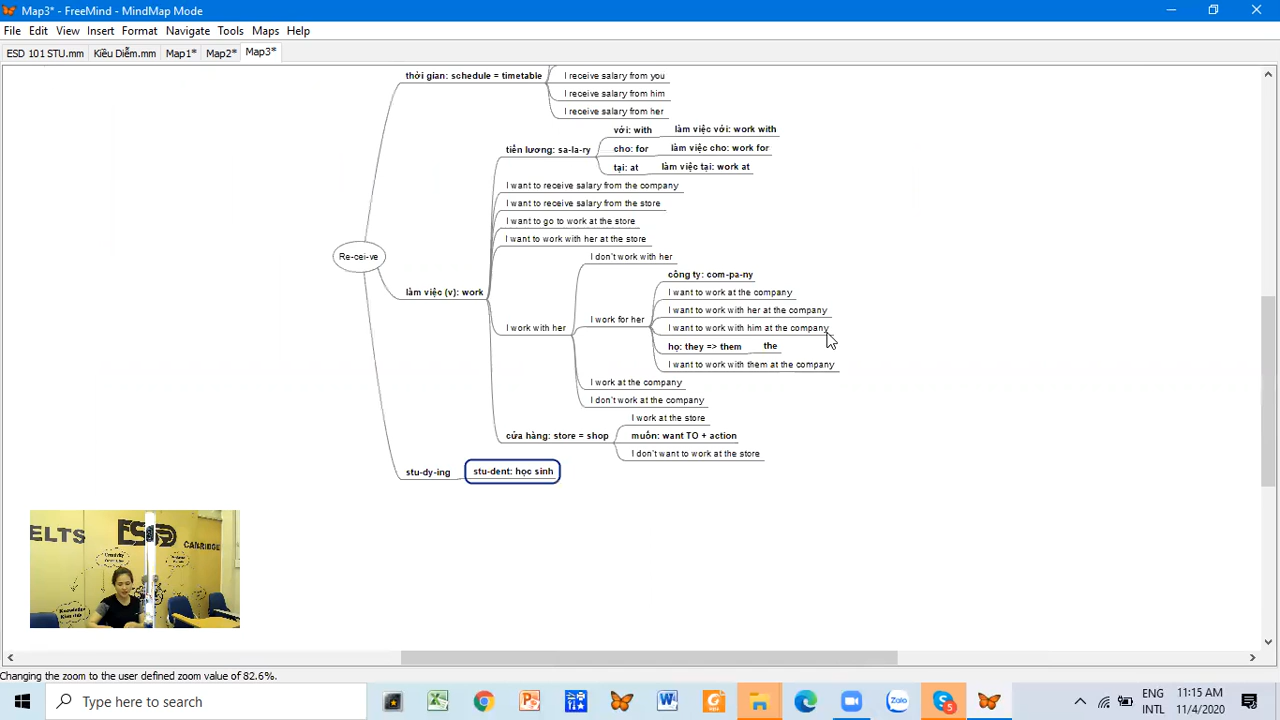 Map3* - FreeMind - MindMap Mode
File Edit View Insert Format Navigate Tools Maps Help
ESD 101 STU.mm Kiều Diễm.mm Map1* Map2* Map3*
thời gian: schedule = timetable
I receive salary from you
I receive salary from him
I receive salary from her
tiền lương: sa-la-ry
với: with làm việc với: work with
cho: for làm việc cho: work for
tại: at làm việc tại: work at
I want to receive salary from the company
I want to receive salary from the store
I want to go to work at the store
I want to work with her at the store
Re-cei-ve
làm việc (v): work
I work with her
I don't work with her
I work for her
công ty: com-pa-ny
I want to work at the company
I want to work with her at the company
I want to work with him at the company
họ: they => them the
I want to work with them at the company
I work at the company
I don't work at the company
cửa hàng: store = shop
I work at the store
muốn: want TO + action
I don't want to work at the store
stu-dy-ing stu-dent: học sinh
ELTS ESD CAMBRIDGE
Changing the zoom to the user defined zoom value of 82.6%.
Type here to search
Zalo
5
ENG
INTL
11:15 AM
11/4/2020